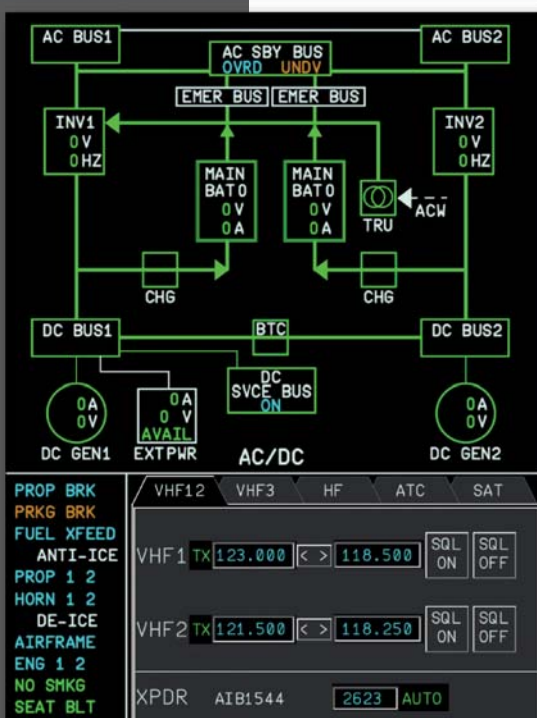 AC BUS1
AC BUS2
AC SBY BUS
OVRD UNDV
EMER BUS
EMER BUS
INV1
0 V
0 HZ
INV2
0 V
0 HZ
MAIN
BAT 0
0 V
0 A
MAIN
BAT 0
0 V
0 A
TRU
ACW
CHG
CHG
DC BUS1
BTC
DC BUS2
DC
SVCE BUS
ON
0 A
0 V
DC GEN1
0 A
0 V
AVAIL
EXT PWR
AC/DC
0 A
0 V
DC GEN2
PROP BRK
PRKG BRK
FUEL XFEED
ANTI-ICE
PROP 1 2
HORN 1 2
DE-ICE
AIRFRAME
ENG 1 2
NO SMKG
SEAT BLT
VHF12 VHF3 HF ATC SAT
VHF1 TX 123.000 < > 118.500 SQL ON SQL OFF
VHF2 TX 121.500 < > 118.250 SQL ON SQL OFF
XPDR AIB1544 2623 AUTO